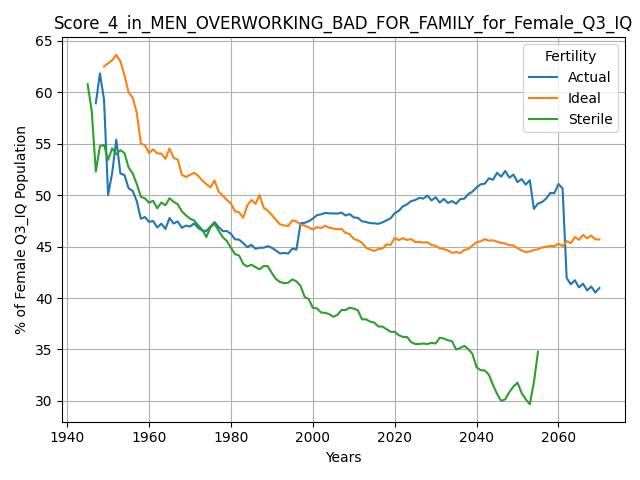 Score_4_in_MEN_OVERWORKING_BAD_FOR_FAMILY_for_Female_Q3_IQ
% of Female Q3_IQ Population
65
60
55
50
45
40
35
30
Fertility
Actual
Ideal
Sterile
1940
1960
1980
2000
2020
2040
2060
Years